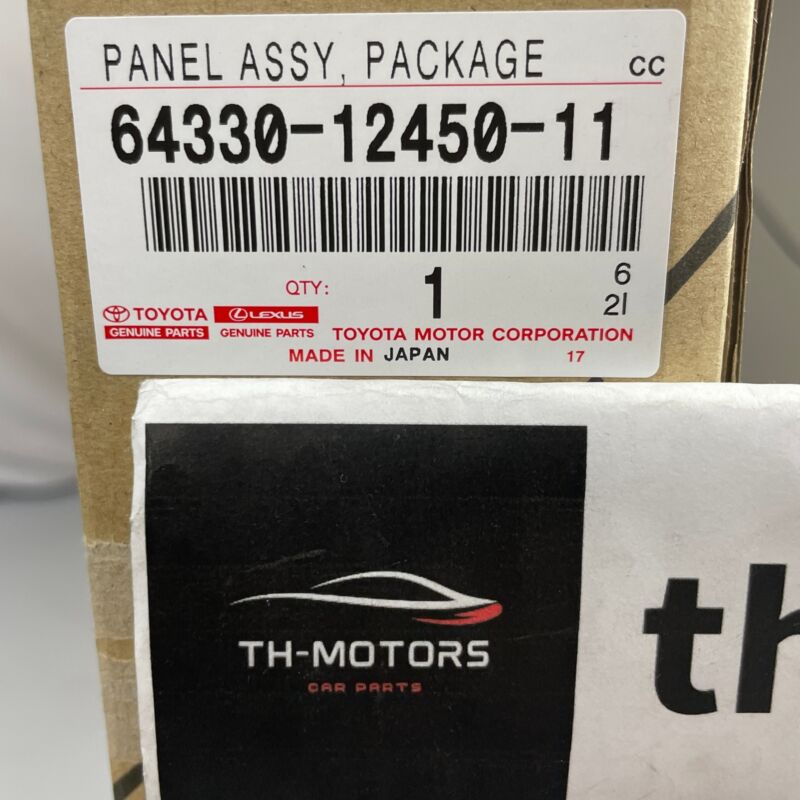 PANEL ASSY, PACKAGE CC
64330-12450-11
QTY: 1 6
2I
TOYOTA LEXUS
GENUINE PARTS GENUINE PARTS TOYOTA MOTOR CORPORATION
MADE IN JAPAN 17
TH-MOTORS
CAR PARTS
th